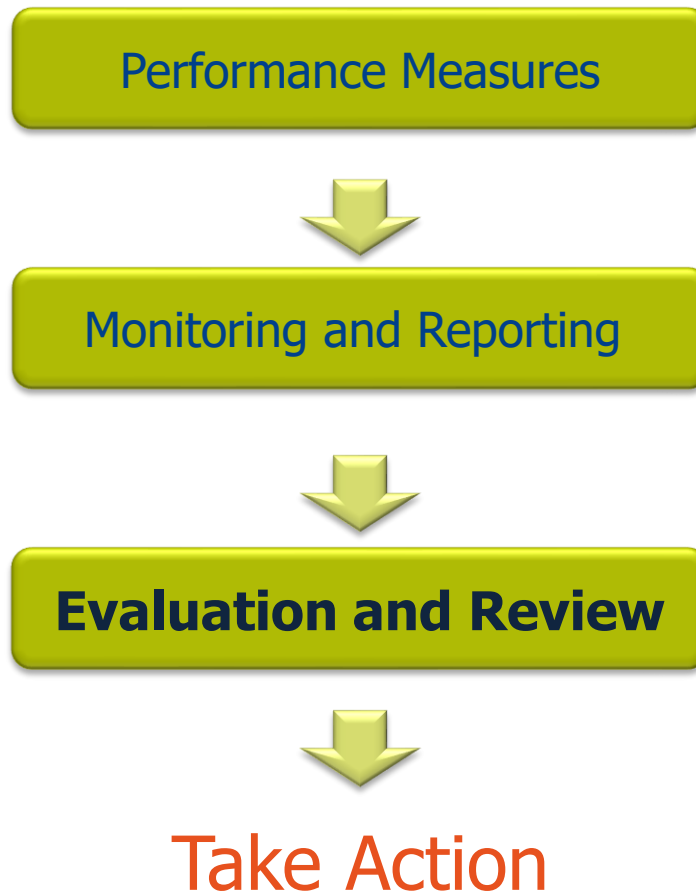 Performance Measures
Monitoring and Reporting
Evaluation and Review
Take Action